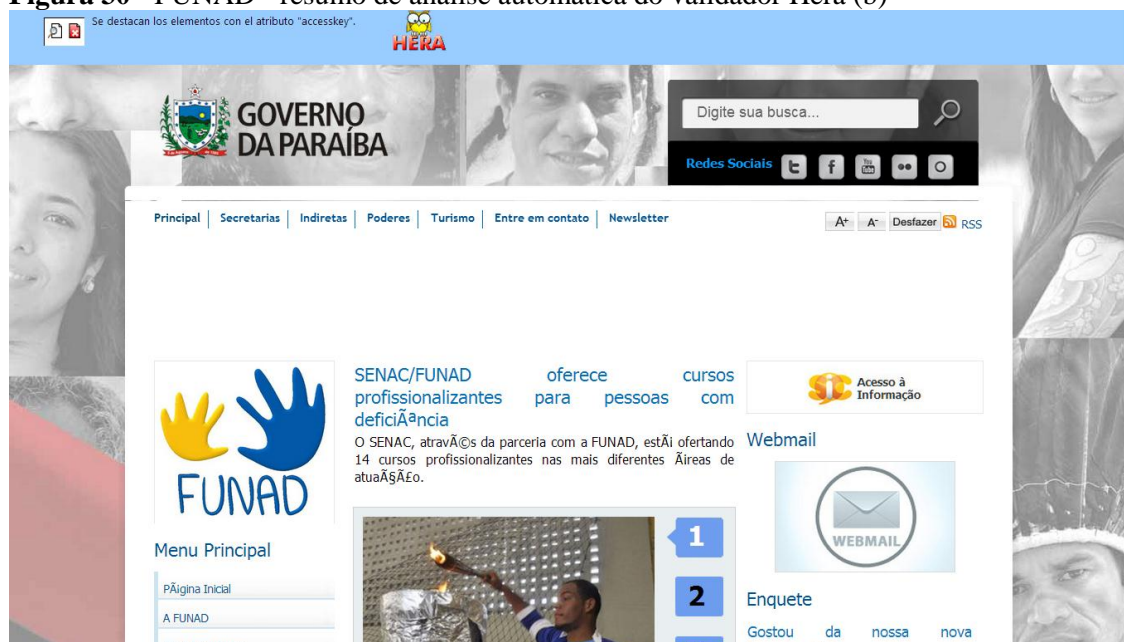 Figura 30 - FUNAD - resumo de análise automática do validador Hera (b)
Se destacan los elementos con el atributo "accesskey".
HERA
GOVERNO
DA PARAÍBA
Digite sua busca...
Redes Sociais
You
Tube
Principal Secretarias Indiretas Poderes Turismo Entre em contato Newsletter
A+ A- Desfazer RSS
FUNAD
Menu Principal
PÃ¡gina Inicial
A FUNAD
SENAC/FUNAD oferece cursos
profissionalizantes para pessoas com
deficiÃªncia
O SENAC, atravÃ©s da parceria com a FUNAD, estÃ¡ ofertando
14 cursos profissionalizantes nas mais diferentes Ã¡reas de
atuaÃ§Ã£o.
1
2
Acesso à
Informação
Webmail
WEBMAIL
Enquete
Gostou da nossa nova